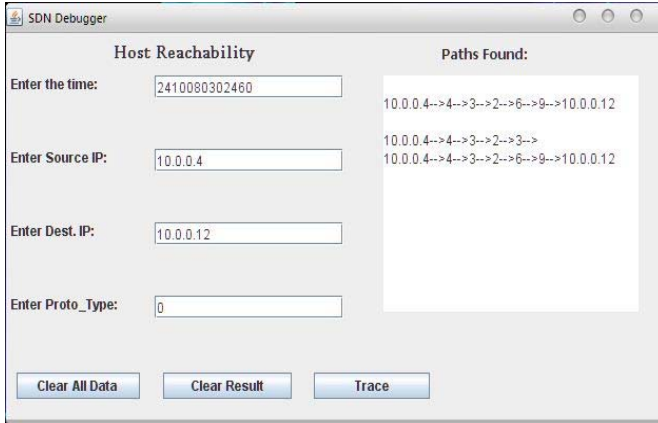 SDN Debugger
Host Reachability
Paths Found:
Enter the time:
2410080302460
10.0.0.4-->4-->3-->2-->6-->9-->10.0.0.12
10.0.0.4-->4-->3-->2-->3-->
10.0.0.4-->4-->3-->2-->6-->9-->10.0.0.12
Enter Source IP:
10.0.0.4
Enter Dest. IP:
10.0.0.12
Enter Proto_Type:
0
Clear All Data
Clear Result
Trace